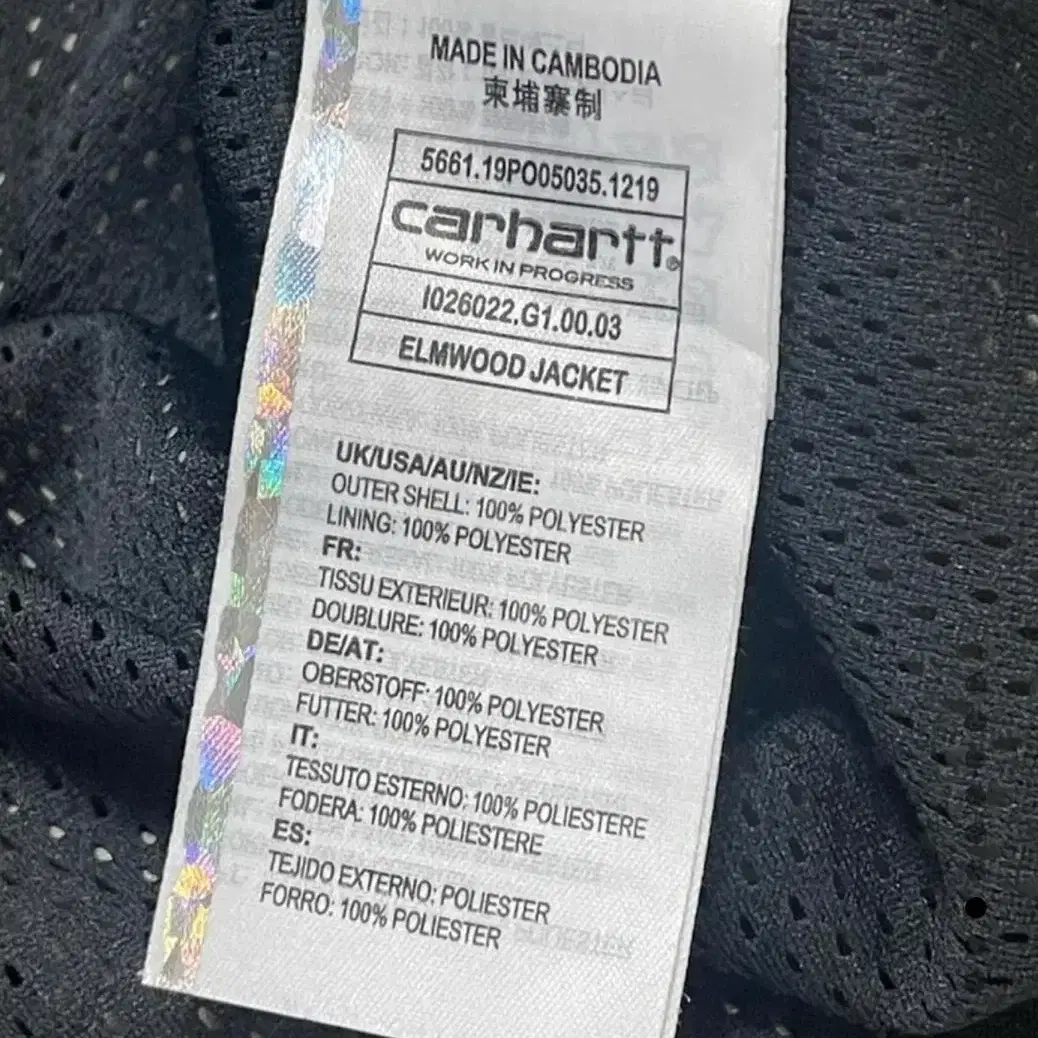 MADE IN CAMBODIA
柬埔寨制
5661.19PO05035.1219
carhartt®
WORK IN PROGRESS
I026022.G1.00.03
ELMWOOD JACKET
UK/USA/AU/NZ/IE:
OUTER SHELL: 100% POLYESTER
LINING: 100% POLYESTER
FR:
TISSU EXTERIEUR: 100% POLYESTER
DOUBLURE: 100% POLYESTER
DE/AT:
OBERSTOFF: 100% POLYESTER
FUTTER: 100% POLYESTER
IT:
TESSUTO ESTERNO: 100% POLIESTERE
FODERA: 100% POLIESTERE
ES:
TEJIDO EXTERNO: POLIESTER
FORRO: 100% POLIESTER